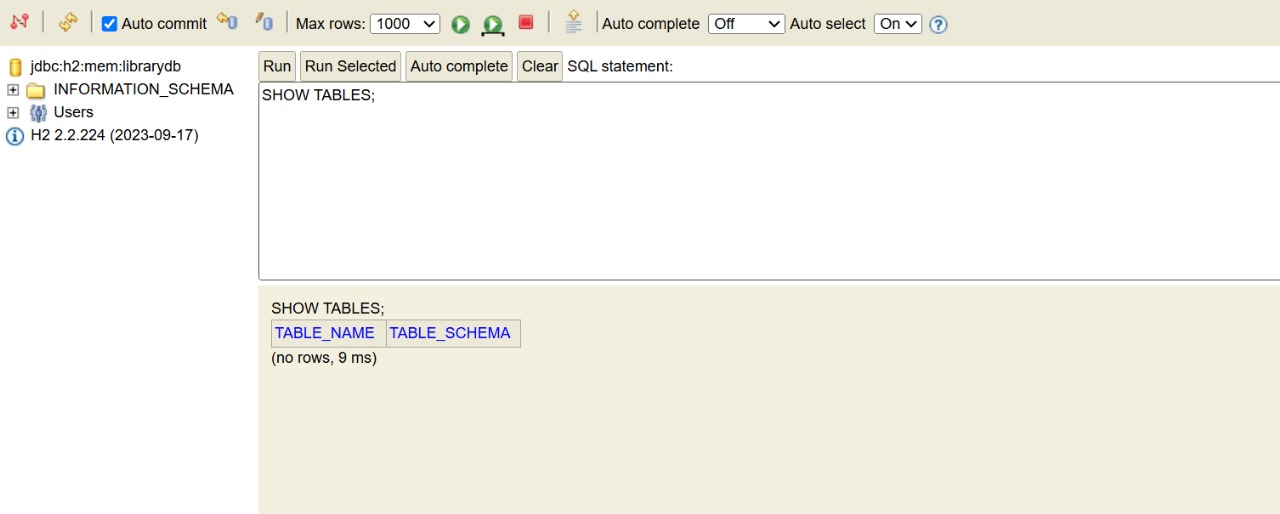 Auto commit Max rows: 1000 Auto complete Off Auto select On ?
jdbc:h2:mem:librarydb
INFORMATION_SCHEMA
Users
H2 2.2.224 (2023-09-17)
Run Run Selected Auto complete Clear SQL statement:
SHOW TABLES;
SHOW TABLES;
TABLE_NAME TABLE_SCHEMA
(no rows, 9 ms)